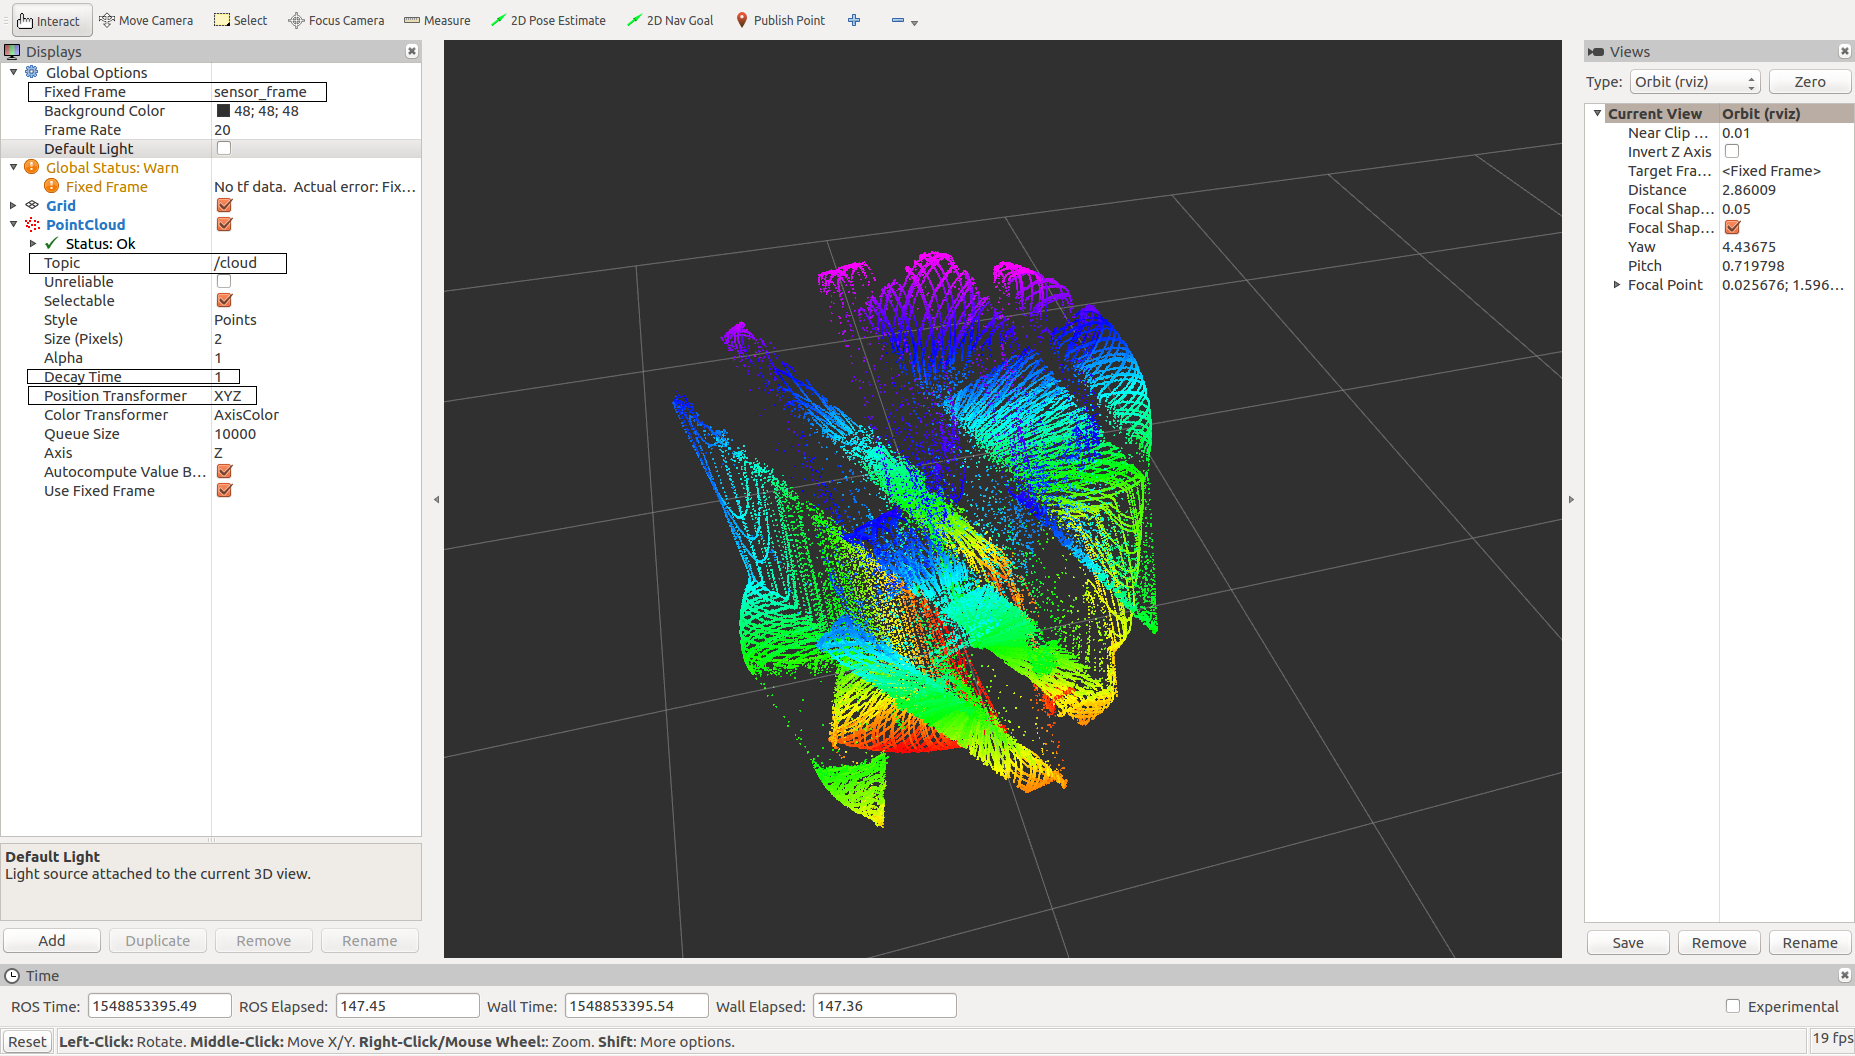 Interact Move Camera Select Focus Camera Measure 2D Pose Estimate 2D Nav Goal Publish Point
Displays
Global Options
Fixed Frame sensor_frame
Background Color 48; 48; 48
Frame Rate 20
Default Light
Global Status: Warn
Fixed Frame No tf data.  Actual error: Fix...
Grid
PointCloud
Status: Ok
Topic /cloud
Unreliable
Selectable
Style Points
Size (Pixels) 2
Alpha 1
Decay Time 1
Position Transformer XYZ
Color Transformer AxisColor
Queue Size 10000
Axis Z
Autocompute Value B...
Use Fixed Frame
Default Light
Light source attached to the current 3D view.
Add Duplicate Remove Rename
Views
Type: Orbit (rviz) Zero
Current View Orbit (rviz)
Near Clip ... 0.01
Invert Z Axis
Target Fra... <Fixed Frame>
Distance 2.86009
Focal Shap... 0.05
Focal Shap...
Yaw 4.43675
Pitch 0.719798
Focal Point 0.025676; 1.596...
Save Remove Rename
Time
ROS Time: 1548853395.49 ROS Elapsed: 147.45 Wall Time: 1548853395.54 Wall Elapsed: 147.36 Experimental
Reset Left-Click: Rotate. Middle-Click: Move X/Y. Right-Click/Mouse Wheel:: Zoom. Shift: More options. 19 fps